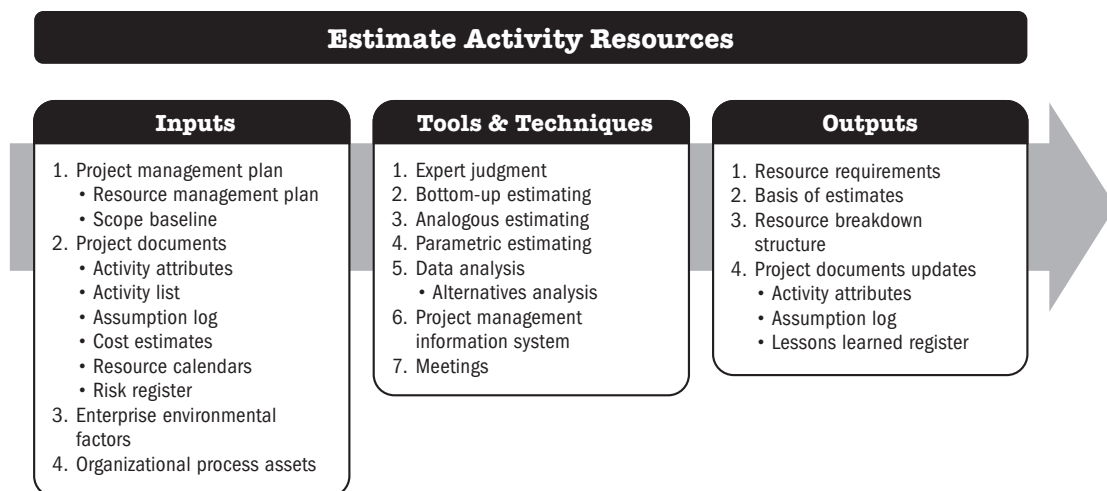 Estimate Activity Resources
Inputs
1. Project management plan
• Resource management plan
• Scope baseline
2. Project documents
• Activity attributes
• Activity list
• Assumption log
• Cost estimates
• Resource calendars
• Risk register
3. Enterprise environmental
factors
4. Organizational process assets
Tools & Techniques
1. Expert judgment
2. Bottom-up estimating
3. Analogous estimating
4. Parametric estimating
5. Data analysis
• Alternatives analysis
6. Project management
information system
7. Meetings
Outputs
1. Resource requirements
2. Basis of estimates
3. Resource breakdown
structure
4. Project documents updates
• Activity attributes
• Assumption log
• Lessons learned register